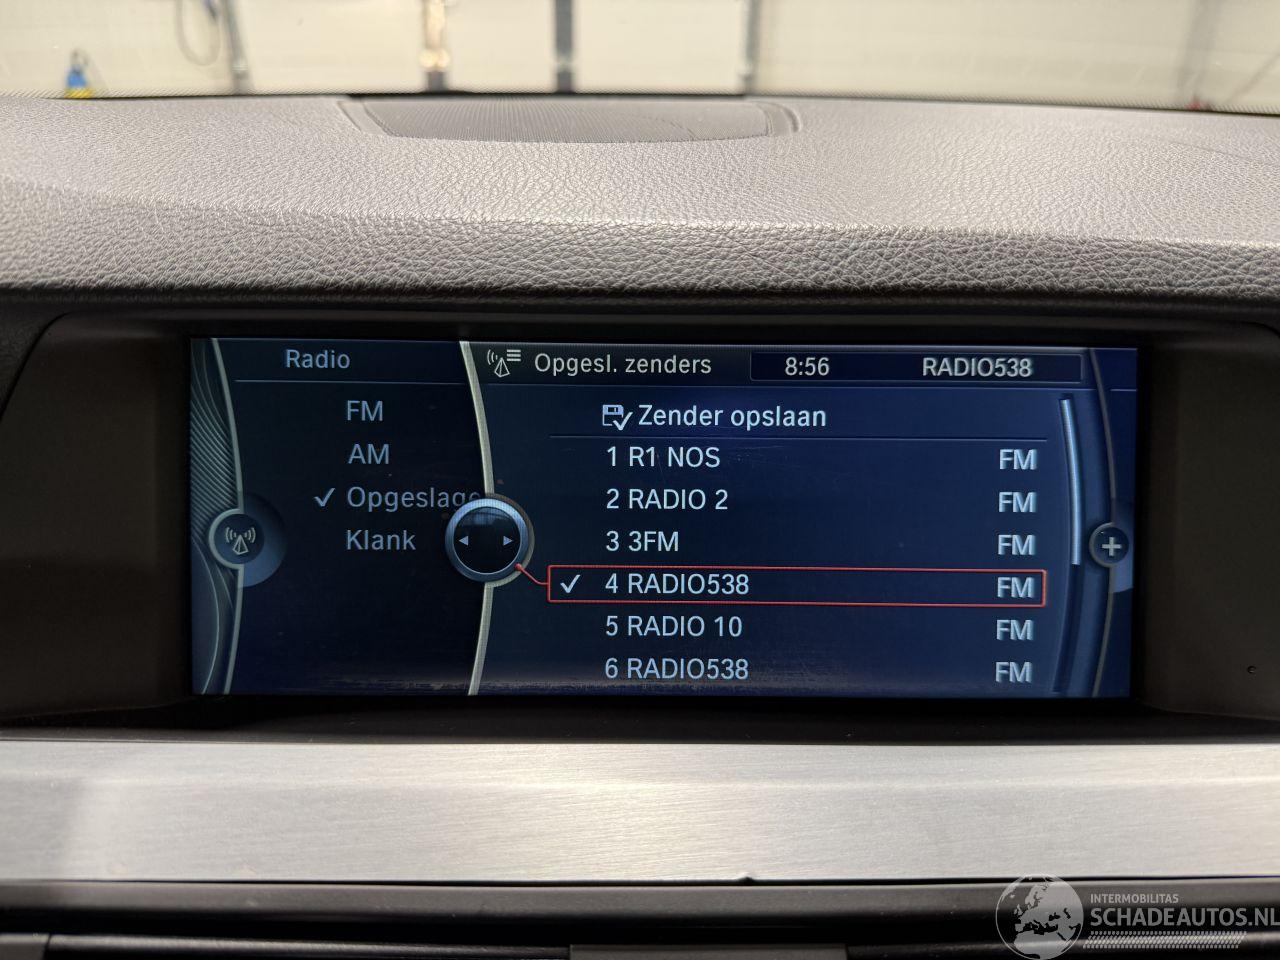 Radio
Opgesl. zenders
8:56
RADIO538
FM
AM
✓ Opgeslage
Klank
Zender opslaan
1 R1 NOS FM
2 RADIO 2 FM
3 3FM FM
✓ 4 RADIO538 FM
5 RADIO 10 FM
6 RADIO538 FM
INTERMOBILITAS
SCHADEAUTOS.NL